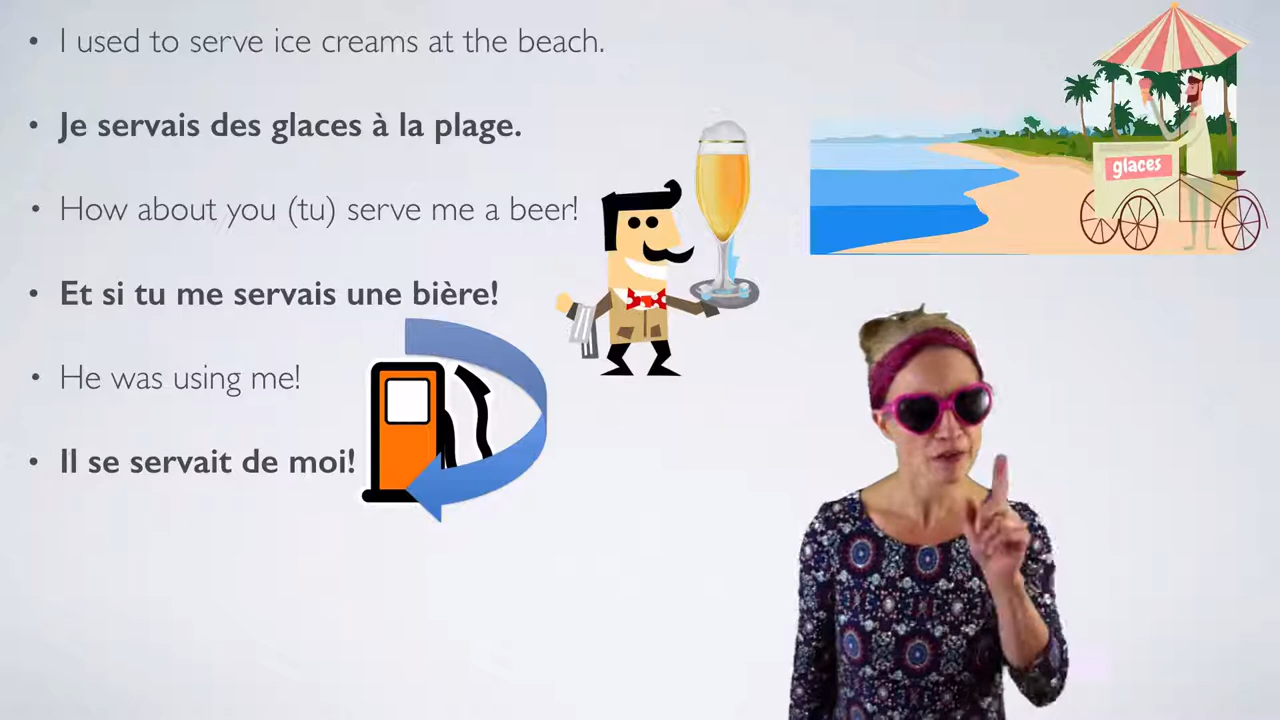 • I used to serve ice creams at the beach.
• Je servais des glaces à la plage.
• How about you (tu) serve me a beer!
• Et si tu me servais une bière!
• He was using me!
• Il se servait de moi!
glaces